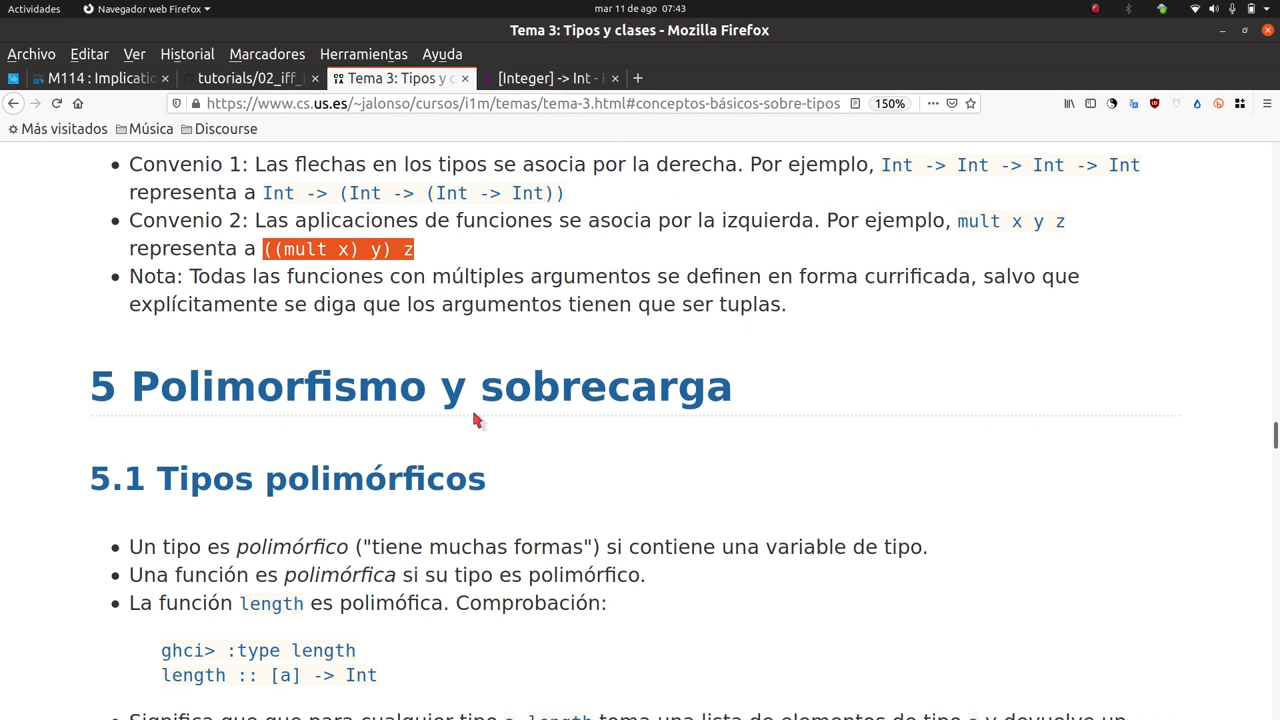 Actividades Navegador web Firefox mar 11 de ago 07:43
Tema 3: Tipos y clases - Mozilla Firefox
Archivo Editar Ver Historial Marcadores Herramientas Ayuda
M114 : Implicatio × tutorials/02_iff_i × Tema 3: Tipos y c × [Integer] -> Int - × +
https://www.cs.us.es/~jalonso/cursos/i1m/temas/tema-3.html#conceptos-básicos-sobre-tipos 150%
Más visitados Música Discourse
• Convenio 1: Las flechas en los tipos se asocia por la derecha. Por ejemplo, Int -> Int -> Int -> Int
representa a Int -> (Int -> (Int -> Int))
• Convenio 2: Las aplicaciones de funciones se asocia por la izquierda. Por ejemplo, mult x y z
representa a ((mult x) y) z
• Nota: Todas las funciones con múltiples argumentos se definen en forma currificada, salvo que
explícitamente se diga que los argumentos tienen que ser tuplas.
5 Polimorfismo y sobrecarga
5.1 Tipos polimórficos
• Un tipo es polimórfico ("tiene muchas formas") si contiene una variable de tipo.
• Una función es polimórfica si su tipo es polimórfico.
• La función length es polimófica. Comprobación:
ghci> :type length
length :: [a] -> Int
• Significa que que para cualquier tipo a, length toma una lista de elementos de tipo a y devuelve un